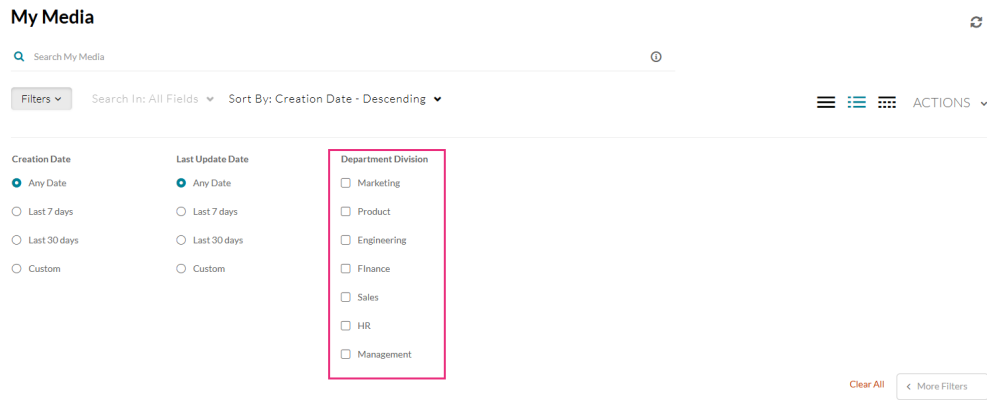 My Media
Search My Media
Filters Search In: All Fields Sort By: Creation Date - Descending ACTIONS
Creation Date Last Update Date Department Division
Any Date Any Date Marketing
Last 7 days Last 7 days Product
Last 30 days Last 30 days Engineering
Custom Custom FInance
Sales
HR
Management
Clear All More Filters